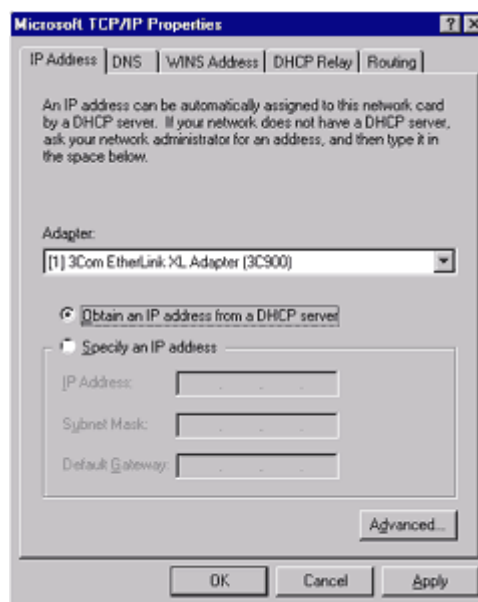 Microsoft TCP/IP Properties
IP Address DNS WINS Address DHCP Relay Routing
An IP address can be automatically assigned to this network card
by a DHCP server. If your network does not have a DHCP server,
ask your network administrator for an address, and then type it in
the space below.
Adapter:
[1] 3Com EtherLink XL Adapter (3C900)
Obtain an IP address from a DHCP server
Specify an IP address
IP Address:
Subnet Mask:
Default Gateway:
Advanced...
OK Cancel Apply